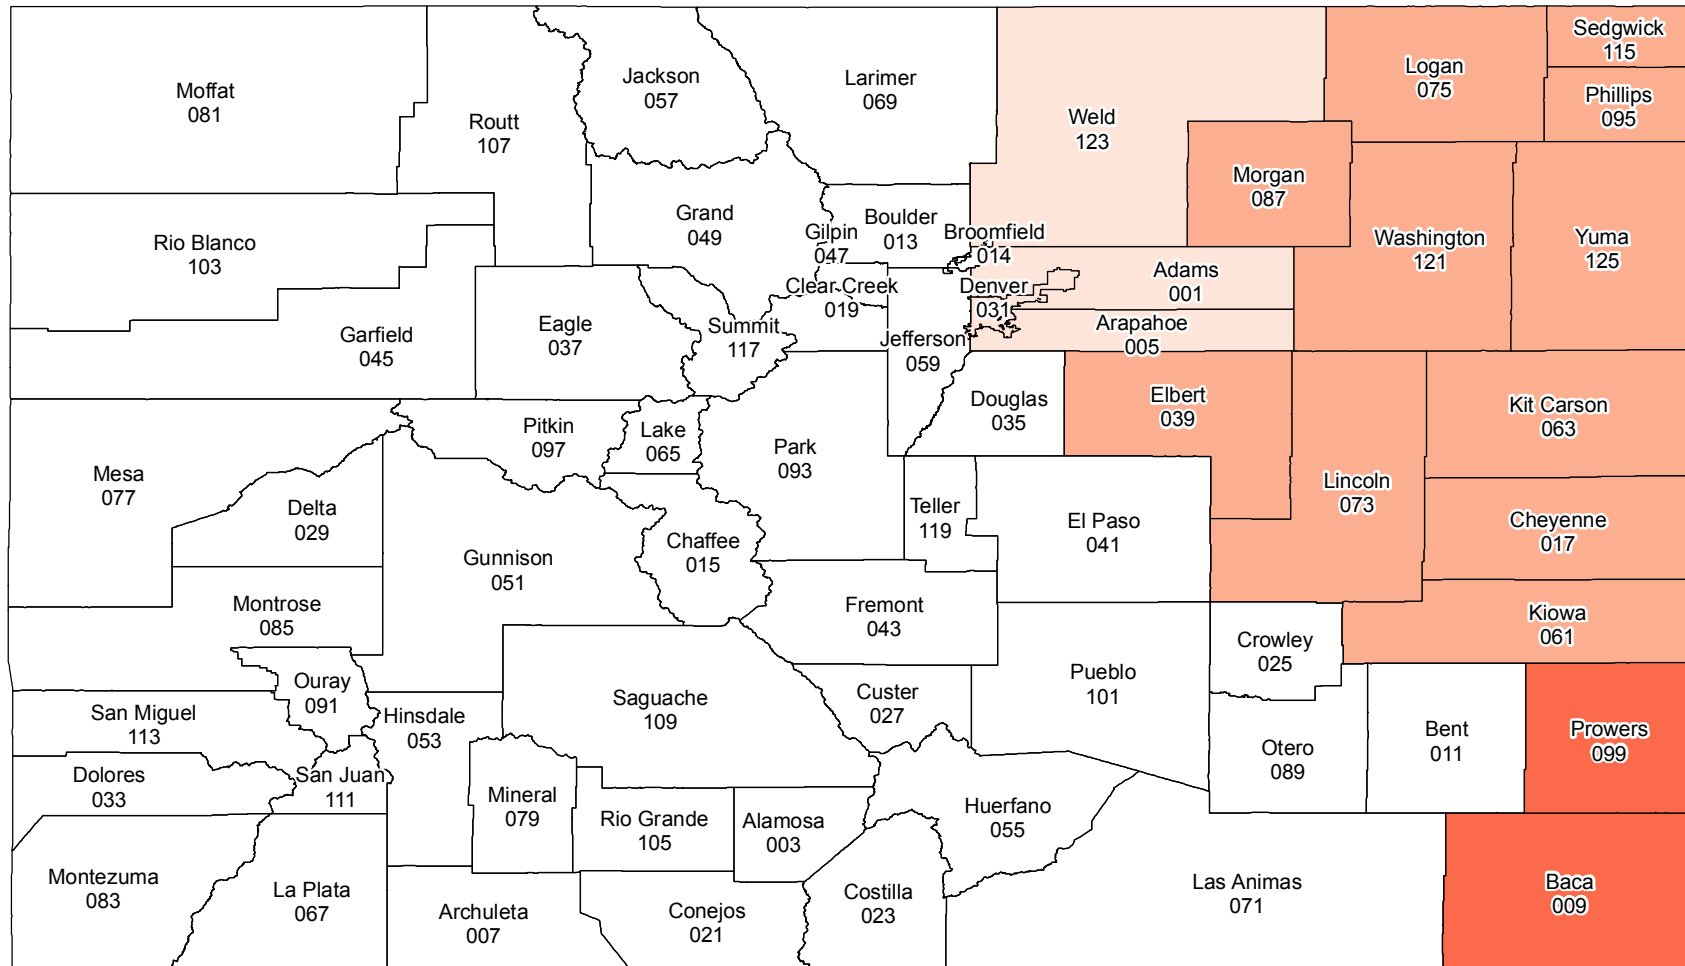 Moffat
081
Routt
107
Jackson
057
Larimer
069
Weld
123
Logan
075
Sedgwick
115
Phillips
095
Morgan
087
Rio Blanco
103
Grand
049
Gilpin
047
Boulder
013
Broomfield
014
Washington
121
Yuma
125
Garfield
045
Eagle
037
Summit
117
Clear Creek
019
Jefferson
059
Denver
031
Adams
001
Arapahoe
005
Mesa
077
Pitkin
097
Lake
065
Park
093
Douglas
035
Elbert
039
Lincoln
073
Kit Carson
063
Delta
029
Gunnison
051
Chaffee
015
Teller
119
El Paso
041
Cheyenne
017
Montrose
085
Fremont
043
Crowley
025
Kiowa
061
Ouray
091
San Miguel
113
Hinsdale
053
Saguache
109
Custer
027
Pueblo
101
Otero
089
Bent
011
Prowers
099
Dolores
033
San Juan
111
Mineral
079
Rio Grande
105
Alamosa
003
Huerfano
055
Montezuma
083
La Plata
067
Archuleta
007
Conejos
021
Costilla
023
Las Animas
071
Baca
009